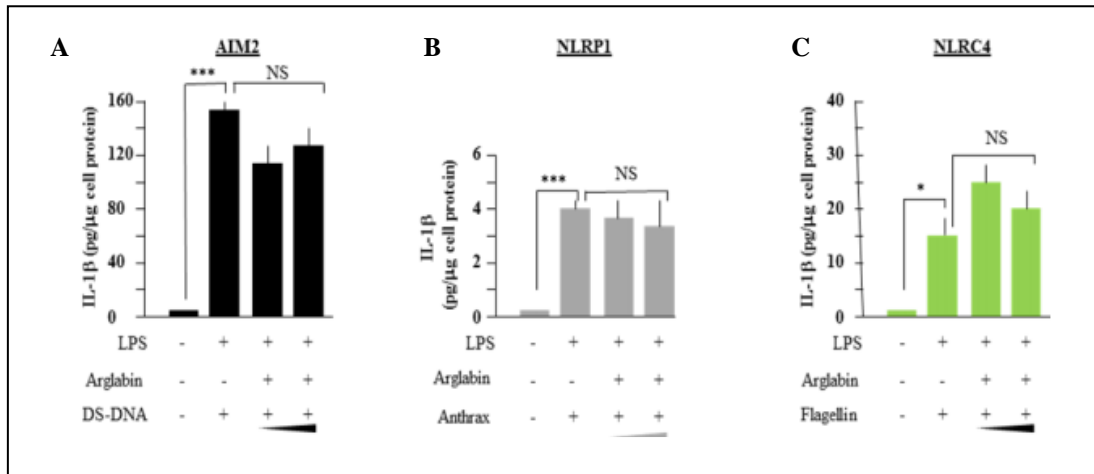 A
AIM2
***
NS
160
120
80
40
0
IL-1β (pg/µg cell protein)
LPS - + + +
Arglabin - - + +
DS-DNA - + + +
B
NLRP1
***
NS
6
4
2
0
IL-1β
(pg/µg cell protein)
LPS - + + +
Arglabin - - + +
Anthrax - + + +
C
NLRC4
*
NS
40
30
20
10
0
IL-1β (pg/µg cell protein)
LPS - + + +
Arglabin - - + +
Flagellin - + + +